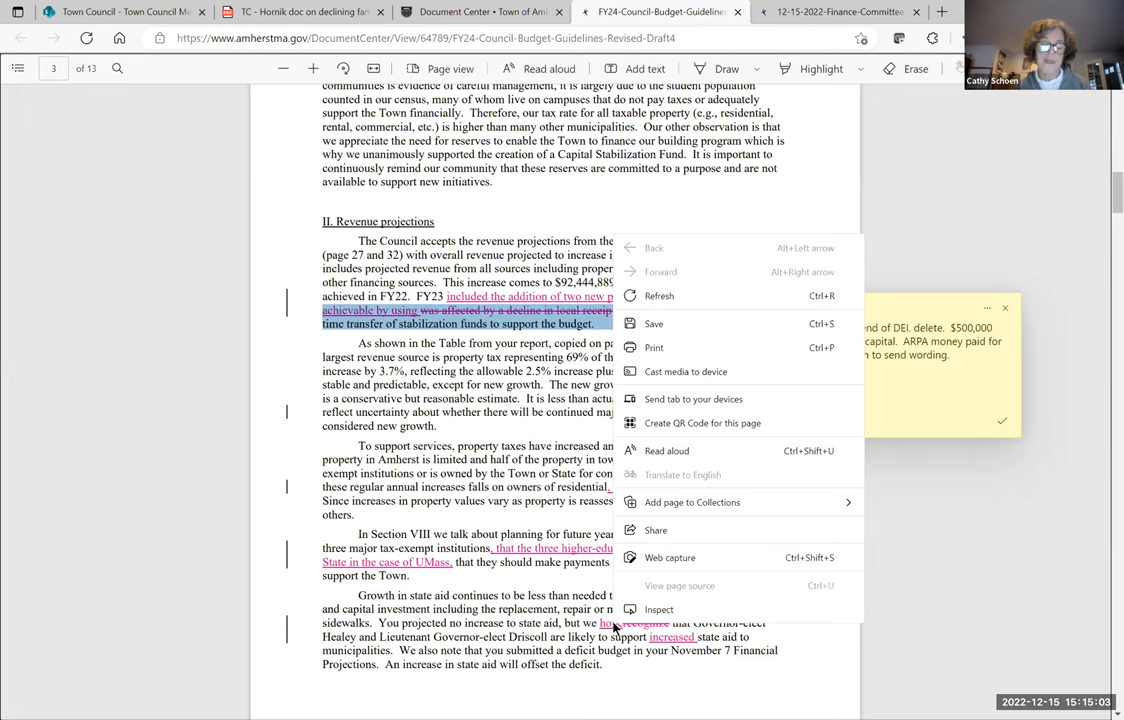 Town Council - Town Council Me
TC - Hornik doc on declining fan
Document Center • Town of Aml
FY24-Council-Budget-Guidelines
12-15-2022-Finance-Committee
https://www.amherstma.gov/DocumentCenter/View/64789/FY24-Council-Budget-Guidelines-Revised-Draft4
3 of 13
Page view
Read aloud
Add text
Draw
Highlight
Erase
Cathy Schoen
communities is evidence of careful management, it is largely due to the student population
counted in our census, many of whom live on campuses that do not pay taxes or adequately
support the Town financially. Therefore, our tax rate for all taxable property (e.g., residential,
rental, commercial, etc.) is higher than many other municipalities. Our other observation is that
we appreciate the need for reserves to enable the Town to finance our building program which is
why we unanimously supported the creation of a Capital Stabilization Fund. It is important to
continuously remind our community that these reserves are committed to a purpose and are not
available to support new initiatives.
II. Revenue projections
The Council accepts the revenue projections from the
(page 27 and 32) with overall revenue projected to increase i
includes projected revenue from all sources including proper
other financing sources. This increase comes to $92,444,889
achieved in FY22. FY23 included the addition of two new p
achievable by using was affected by a decline in local receip
time transfer of stabilization funds to support the budget.
As shown in the Table from your report, copied on pa
largest revenue source is property tax representing 69% of th
increase by 3.7%, reflecting the allowable 2.5% increase plus
stable and predictable, except for new growth. The new grov
is a conservative but reasonable estimate. It is less than actu
reflect uncertainty about whether there will be continued maj
considered new growth.
To support services, property taxes have increased an
property in Amherst is limited and half of the property in tow
exempt institutions or is owned by the Town or State for con
these regular annual increases falls on owners of residential,
Since increases in property values vary as property is reasses
others.
In Section VIII we talk about planning for future year
three major tax-exempt institutions, that the three higher-edu
State in the case of UMass, that they should make payments
support the Town.
Growth in state aid continues to be less than needed t
and capital investment including the replacement, repair or m
sidewalks. You projected no increase to state aid, but we recognize that Governor-elect
Healey and Lieutenant Governor-elect Driscoll are likely to support increased state aid to
municipalities. We also note that you submitted a deficit budget in your November 7 Financial
Projections. An increase in state aid will offset the deficit.
Back Alt+Left arrow
Forward Alt+Right arrow
Refresh Ctrl+R
Save Ctrl+S
Print Ctrl+P
Cast media to device
Send tab to your devices
Create QR Code for this page
Read aloud Ctrl+Shift+U
Translate to English
Add page to Collections
Share
Web capture Ctrl+Shift+S
View page source Ctrl+U
Inspect
end of DEI. delete. $500,000
capital. ARPA money paid for
n to send wording.
2022-12-15 15:15:03